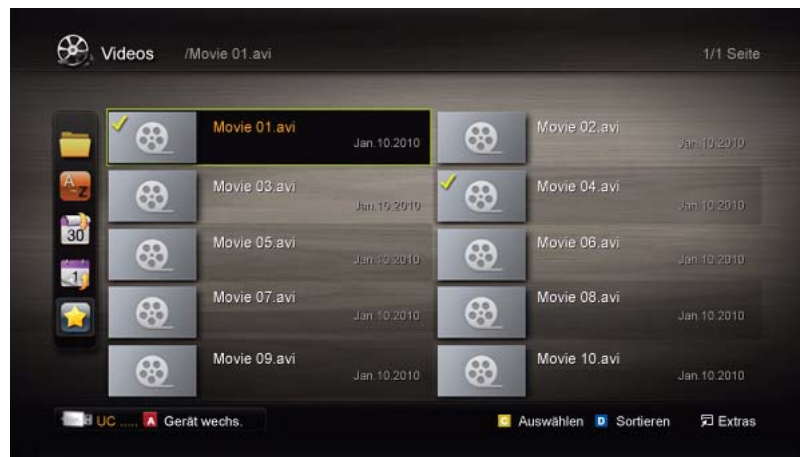 Videos /Movie 01.avi 1/1 Seite
Movie 01.avi
Jan.10.2010
Movie 02.avi
Jan.10.2010
Movie 03.avi
Jan.10.2010
Movie 04.avi
Jan.10.2010
Movie 05.avi
Jan.10.2010
Movie 06.avi
Jan.10.2010
Movie 07.avi
Jan.10.2010
Movie 08.avi
Jan.10.2010
Movie 09.avi
Jan.10.2010
Movie 10.avi
Jan.10.2010
A-Z
30
1
UC ..... A Gerät wechs. C Auswählen D Sortieren Extras